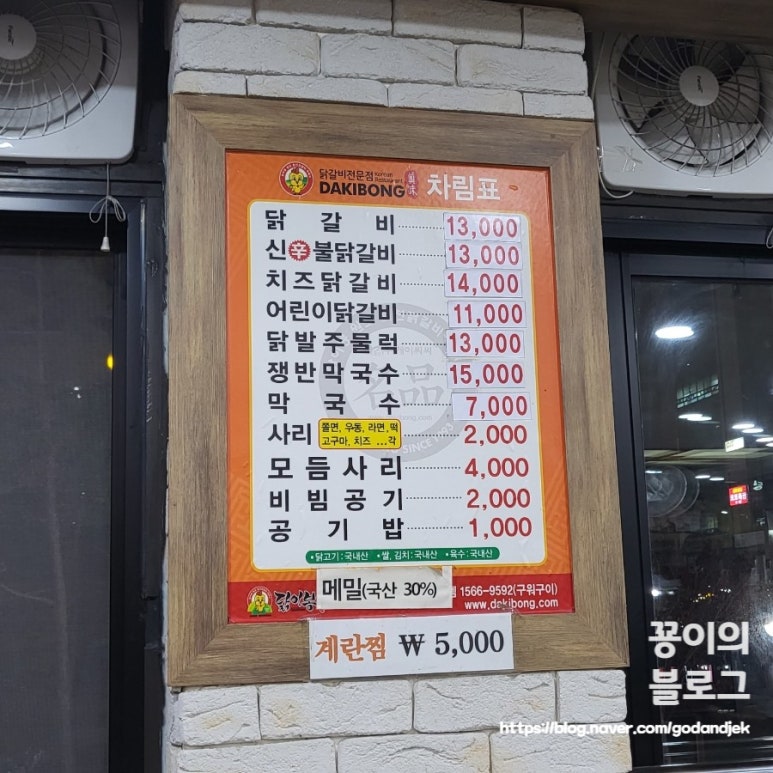 닭갈비전문점 Korean Restaurant
DAKIBONG 차림표
닭 갈 비 13,000
신 辛 불닭갈비 13,000
치즈닭갈비 14,000
어린이닭갈비 11,000
닭발주물럭 13,000
쟁반막국수 15,000
막 국 수 7,000
사리 쫄면, 우동, 라면, 떡 고구마, 치즈 ...각 2,000
모듬사리 4,000
비빔공기 2,000
공 기 밥 1,000
•닭고기:국내산 •쌀, 김치:국내산 •육수:국내산
메밀(국산 30%)
1566-9592(구워구이)
www.dakibong.com
계란찜 ₩ 5,000
꽁이의
블로그
https://blog.naver.com/godandjek